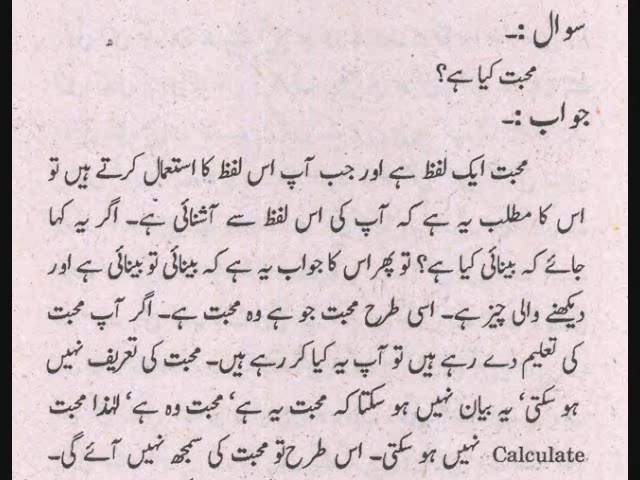 سوال :۔
محبت کیا ہے؟
جواب :۔
محبت ایک لفظ ہے اور جب آپ اس لفظ کا استعمال کرتے ہیں تو
اس کا مطلب یہ ہے کہ آپ کی اس لفظ سے آشنائی ہے۔ اگر یہ کہا
جائے کہ بینائی کیا ہے؟ تو پھر اس کا جواب یہ ہے کہ بینائی تو بینائی ہے اور
دیکھنے والی چیز ہے۔ اسی طرح محبت جو ہے وہ محبت ہے۔ اگر آپ محبت
کی تعلیم دے رہے ہیں تو آپ یہ کیا کر رہے ہیں۔ محبت کی تعریف نہیں
ہو سکتی‘ یہ بیان نہیں ہو سکتا کہ محبت یہ ہے‘ محبت وہ ہے‘ لہٰذا محبت
Calculate نہیں ہو سکتی۔ اس طرح تو محبت کی سمجھ نہیں آئے گی۔